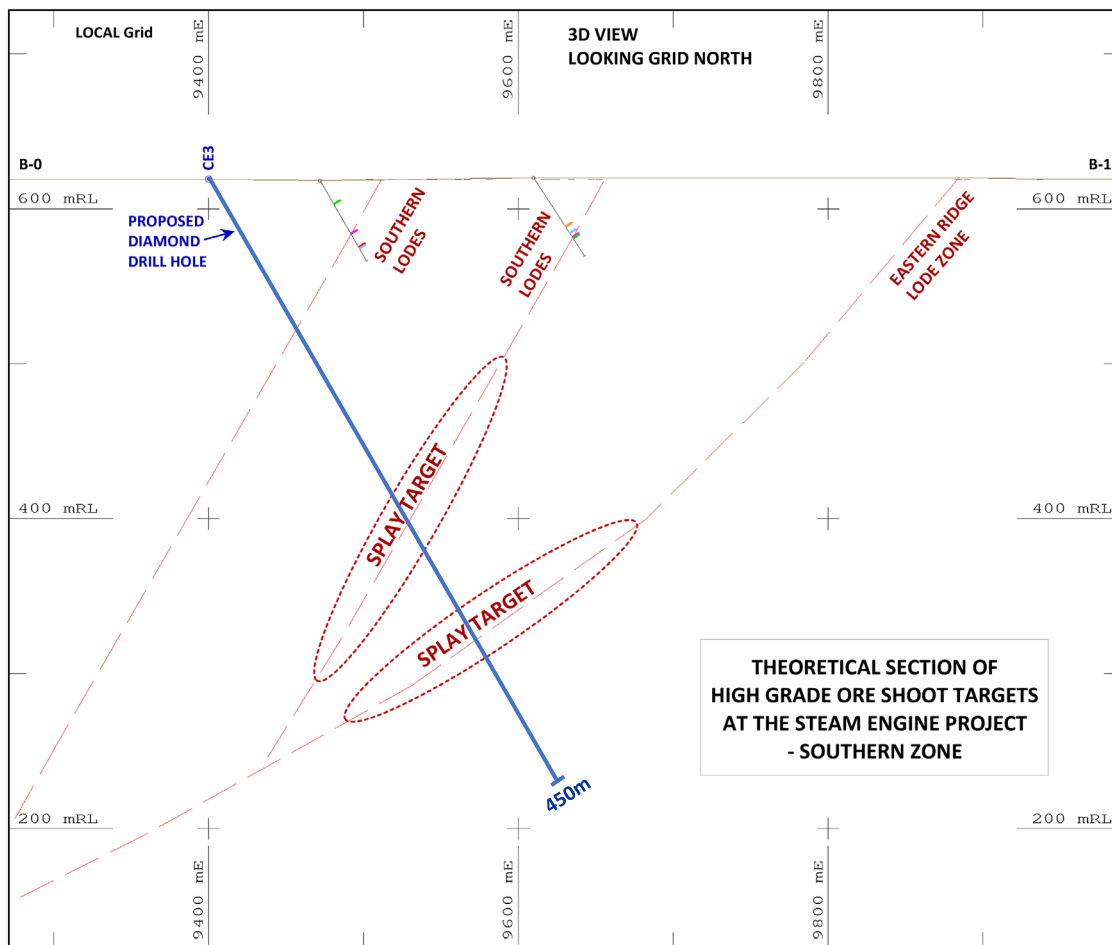 LOCAL Grid
9400 mE
9600 mE
9800 mE
3D VIEW
LOOKING GRID NORTH
B-0
CE3
B-1
600 mRL
600 mRL
PROPOSED
DIAMOND
DRILL HOLE
SOUTHERN
LODES
SOUTHERN
LODES
EASTERN RIDGE
LODE ZONE
SPLAY TARGET
400 mRL
400 mRL
SPLAY TARGET
THEORETICAL SECTION OF
HIGH GRADE ORE SHOOT TARGETS
AT THE STEAM ENGINE PROJECT
- SOUTHERN ZONE
450m
200 mRL
200 mRL
9400 mE
9600 mE
9800 mE